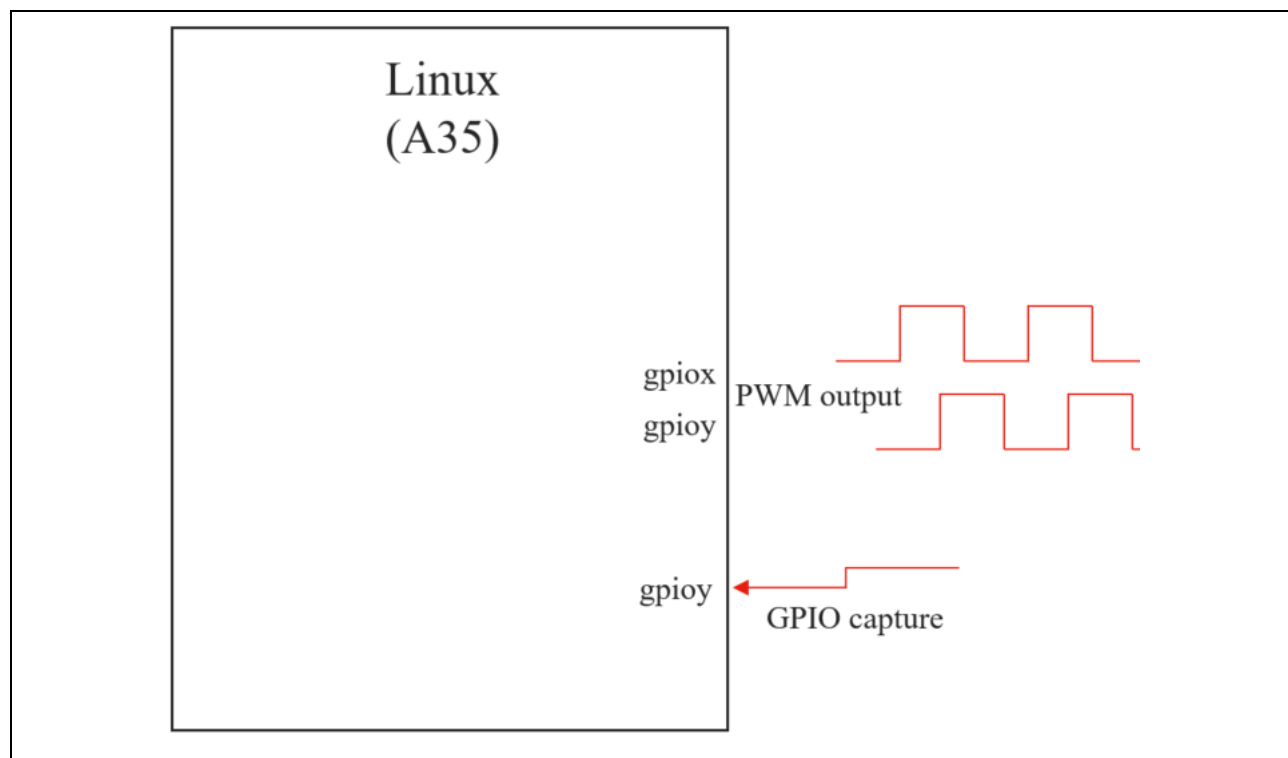 Linux
(A35)
gpiox
PWM output
gpioy
gpioy
GPIO capture